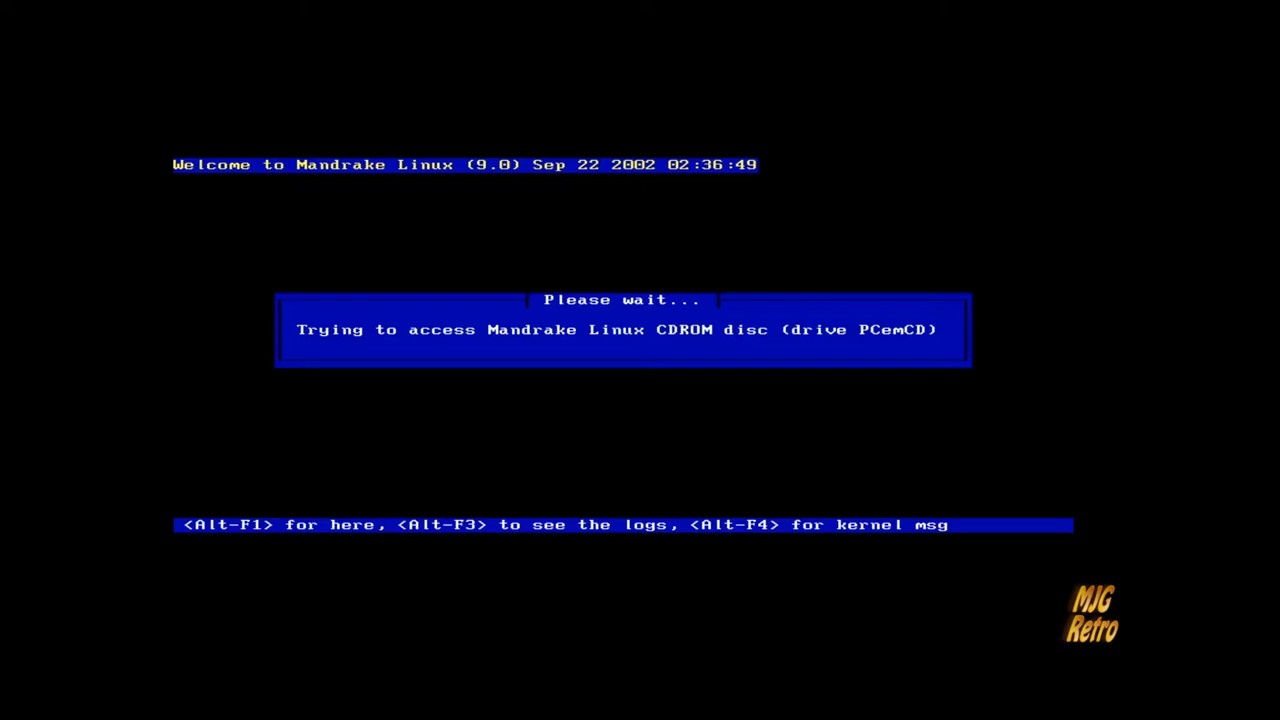 Welcome to Mandrake Linux (9.0) Sep 22 2002 02:36:49
Please wait...
Trying to access Mandrake Linux CDROM disc (drive PCemCD)
<Alt-F1> for here, <Alt-F3> to see the logs, <Alt-F4> for kernel msg
MJG
Retro